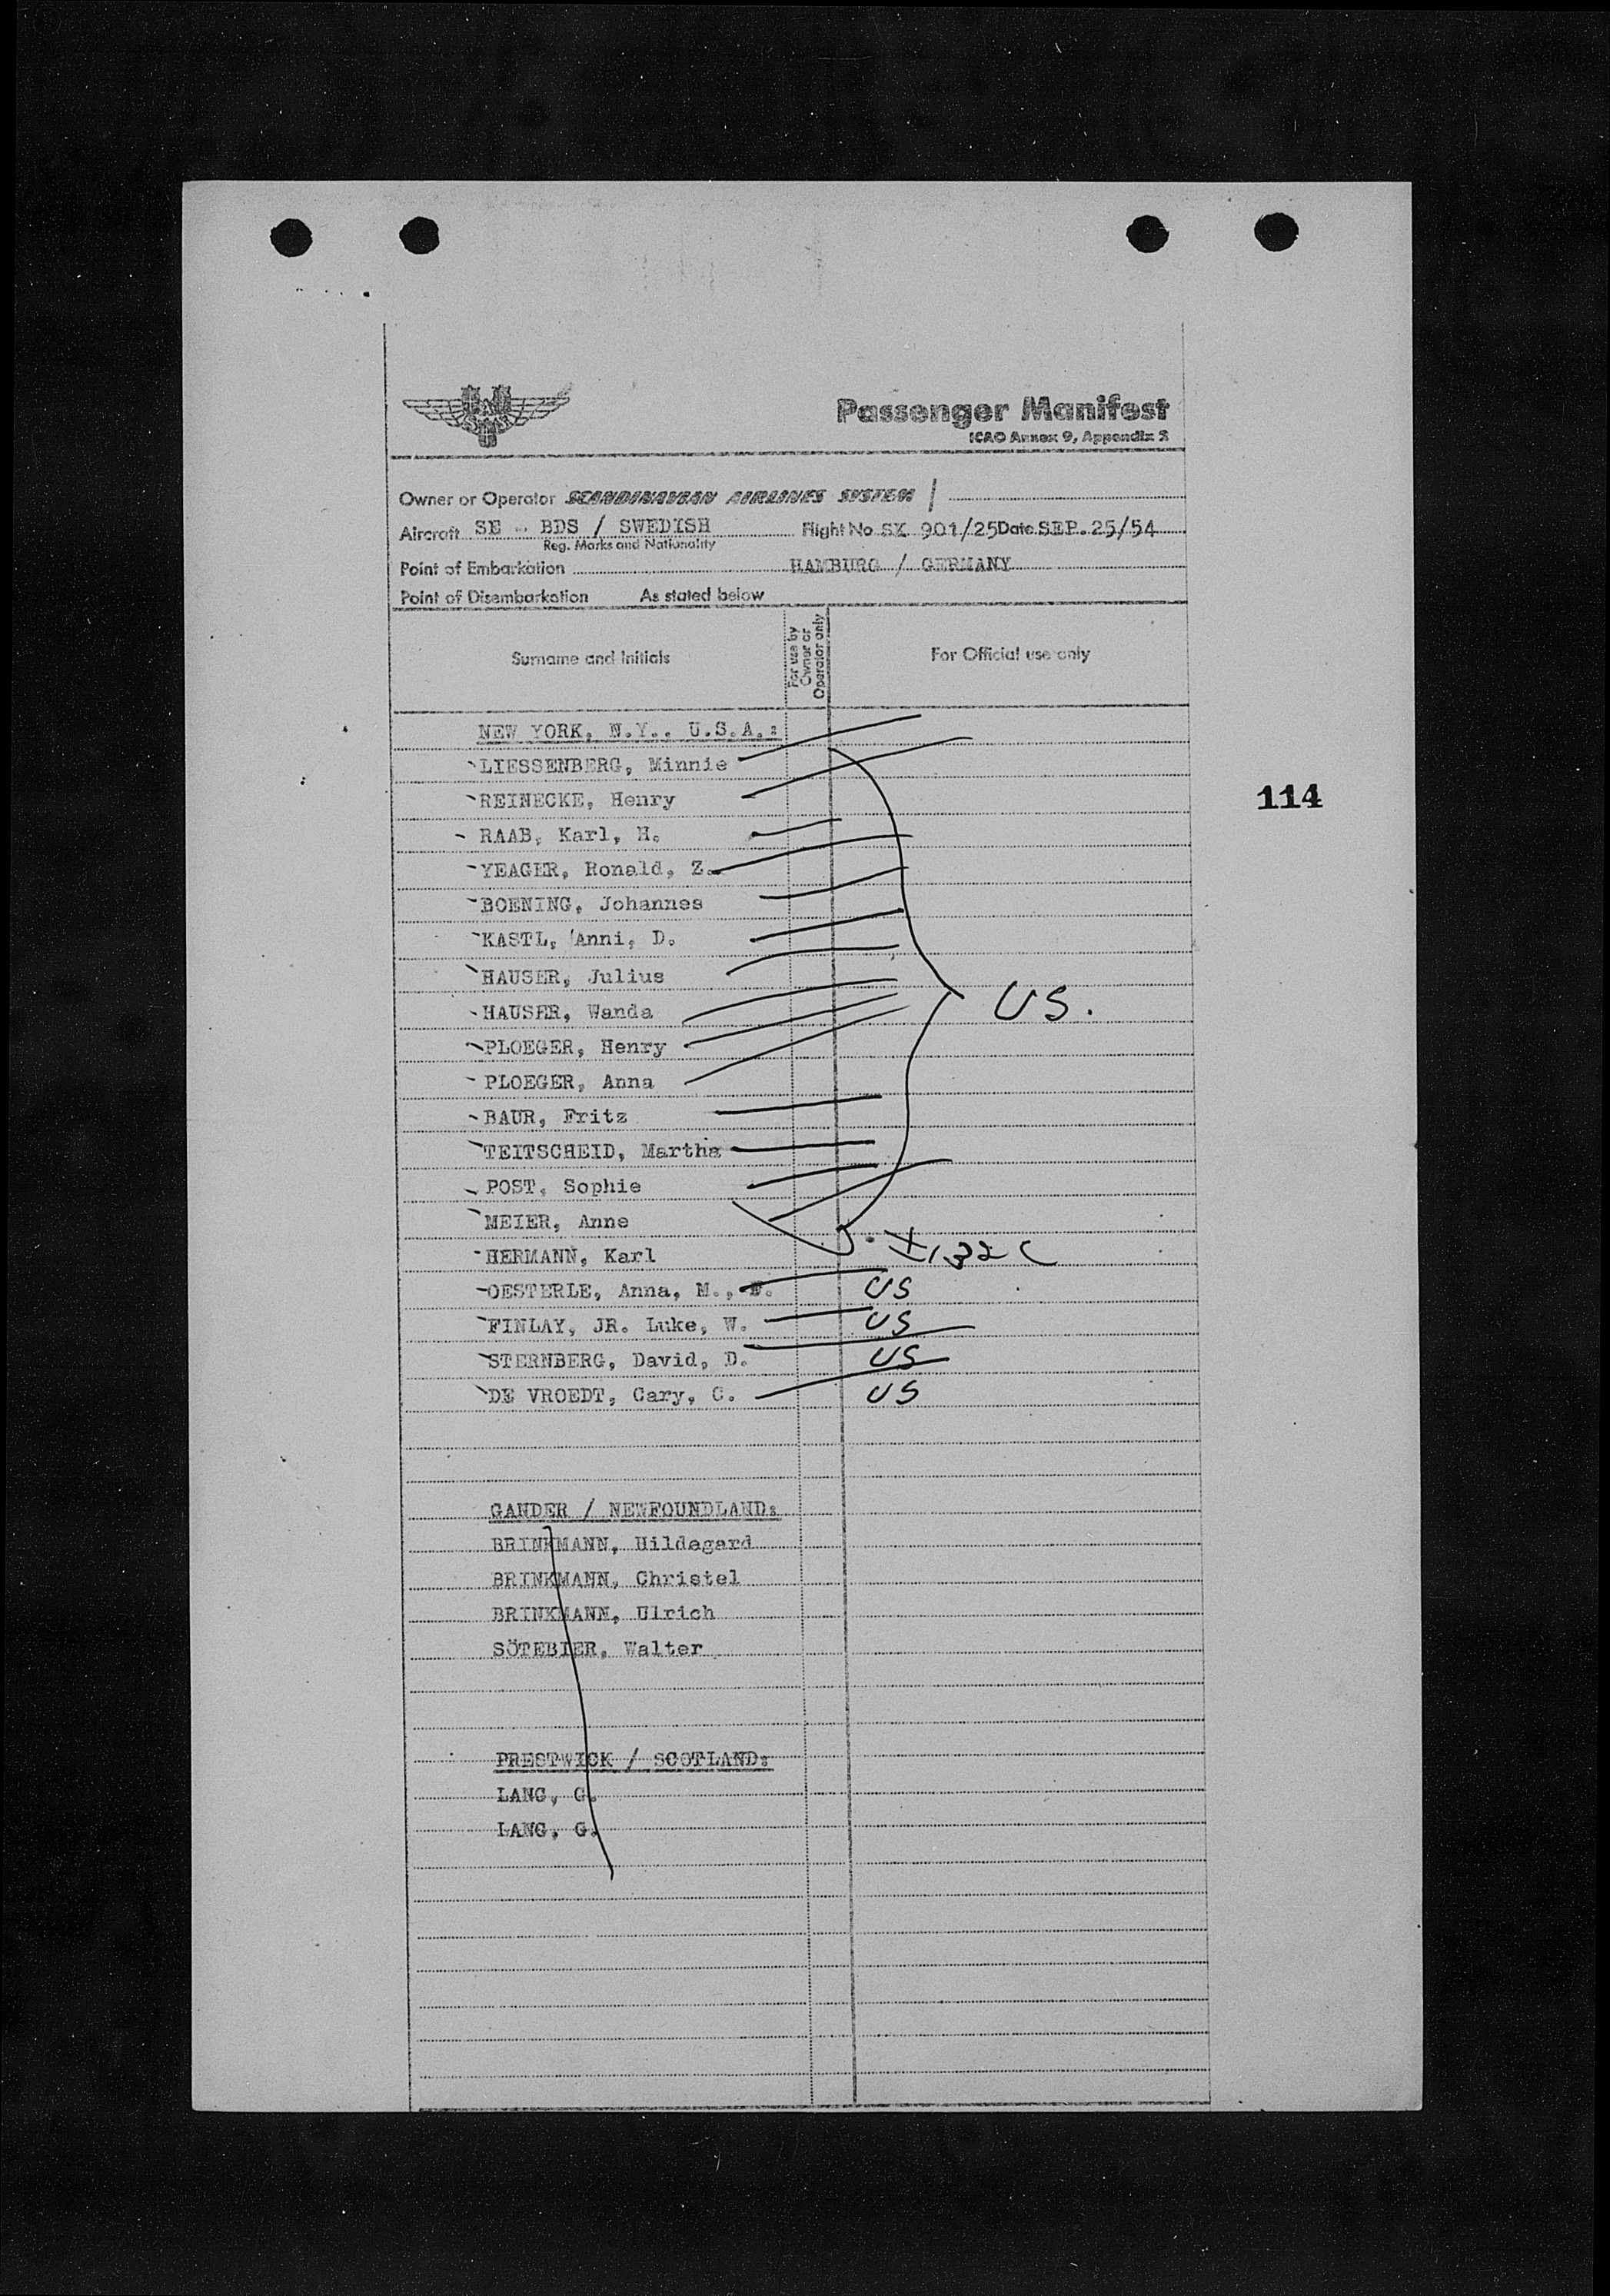 Passenger Manifest
ICAO Annex 9, Appendix 2
Owner or Operator SCANDINAVIAN AIRLINES SYSTEM /
Aircraft SE - BDS / SWEDISH Flight No SK 901/25 Date SEP. 25/54
Reg. Marks and Nationality
Point of Embarkation HAMBURG / GERMANY
Point of Disembarkation As stated below
Surname and Initials For use by Owner or Operator only For Official use only
NEW YORK, N.Y., U.S.A.:
LIESSENBERG, Minnie
REINECKE, Henry
114
RAAB, Karl, H.
YEAGER, Ronald, Z.
BOENING, Johannes
KASTL, Anni, D.
HAUSER, Julius
HAUSER, Wanda US.
PLOEGER, Henry
PLOEGER, Anna
BAUR, Fritz
TEITSCHEID, Martha
POST, Sophie
MEIER, Anne
HERMANN, Karl
OESTERLE, Anna, M., US
FINLAY, JR. Luke, W. US
STERNBERG, David, D. US
DE VROEDT, Cary, C. US
GANDER / NEWFOUNDLAND:
BRINKMANN, Hildegard
BRINKMANN, Christel
BRINKMANN, Ulrich
SÖTEBIER, Walter
PRESTWICK / SCOTLAND:
LANG, G.
LANG, G.